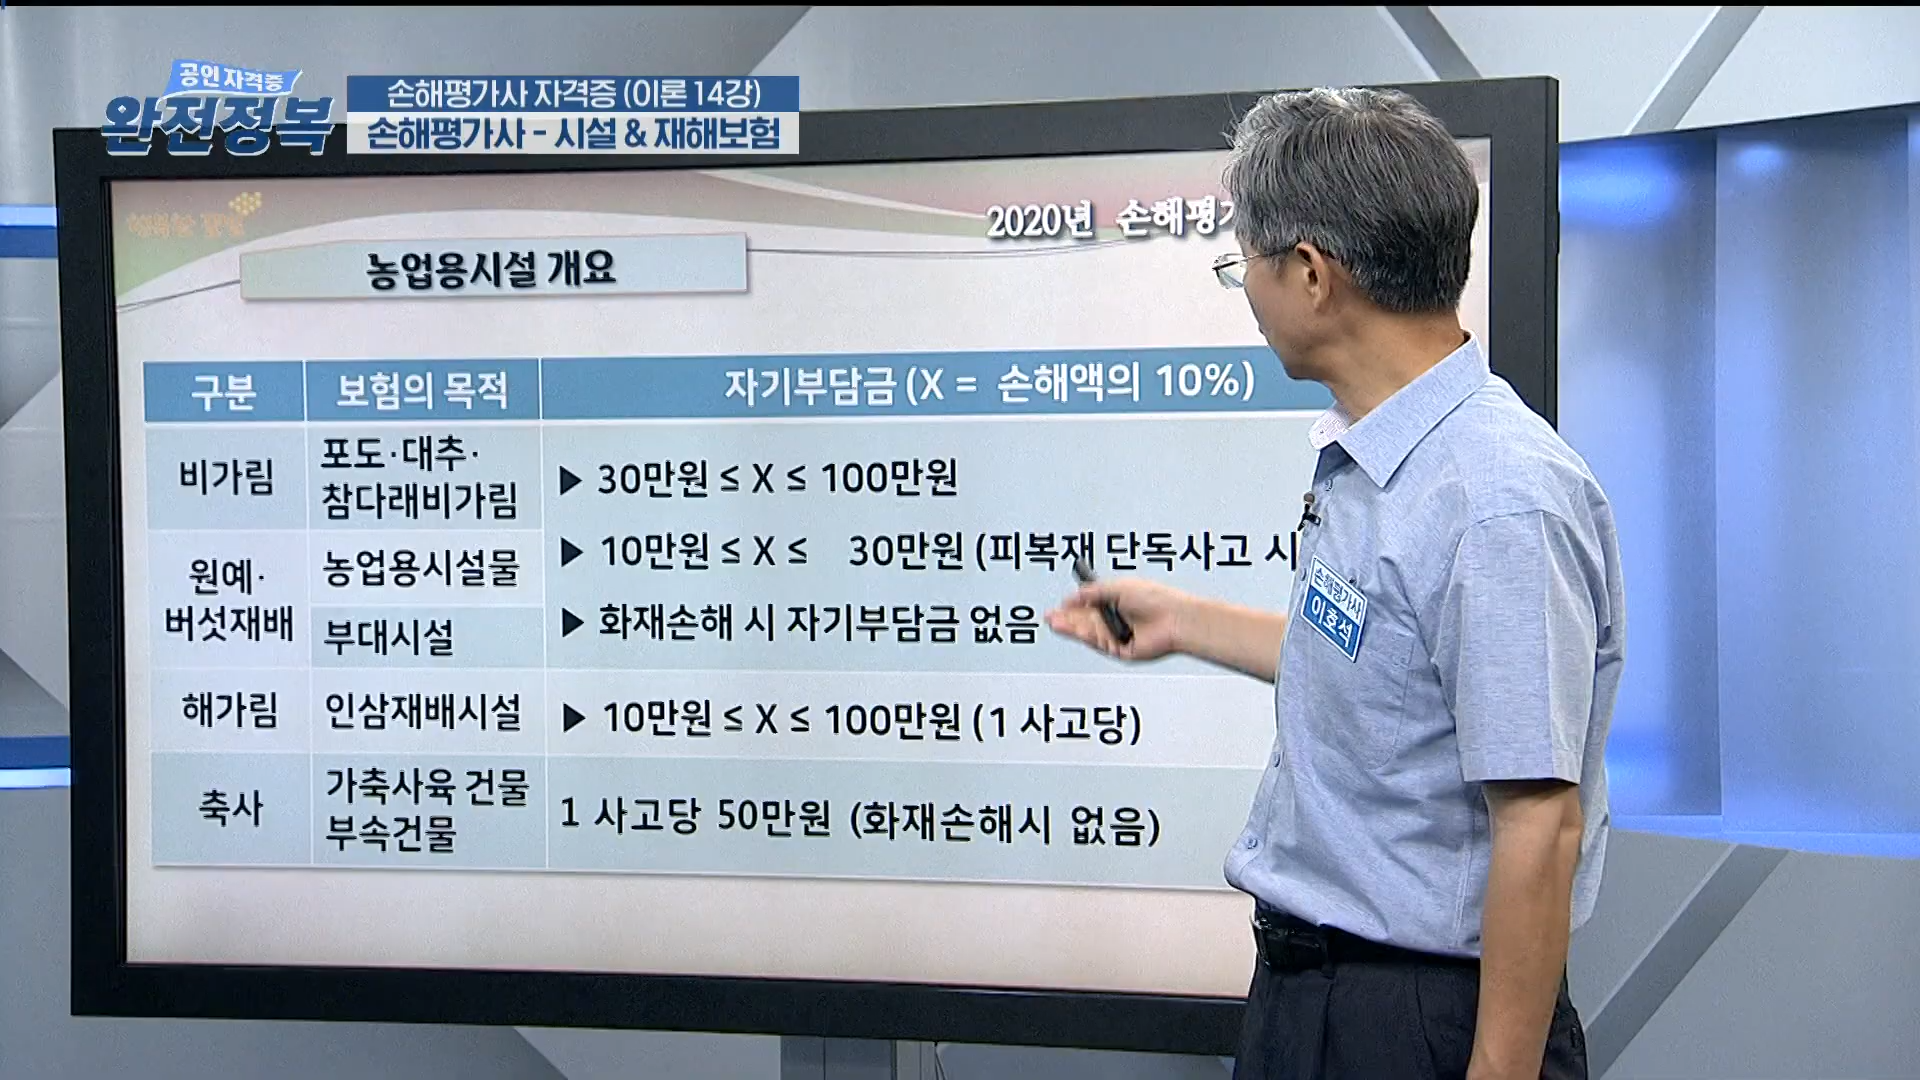 공인 자격증
완전정복
손해평가사 자격증 (이론 14강)
손해평가사 - 시설 & 재해보험
2020년 손해평가
농업용시설 개요
구분
보험의 목적
자기부담금 (X = 손해액의 10%)
비가림
포도·대추·
참다래비가림
▶ 30만원 ≤ X ≤ 100만원
▶ 10만원 ≤ X ≤ 30만원 (피복재 단독사고 시
▶ 화재손해 시 자기부담금 없음
원예·
버섯재배
농업용시설물
부대시설
해가림
인삼재배시설
▶ 10만원 ≤ X ≤ 100만원 (1 사고당)
축사
가축사육 건물
부속건물
1 사고당 50만원 (화재손해시 없음)
손해평가사
이호석